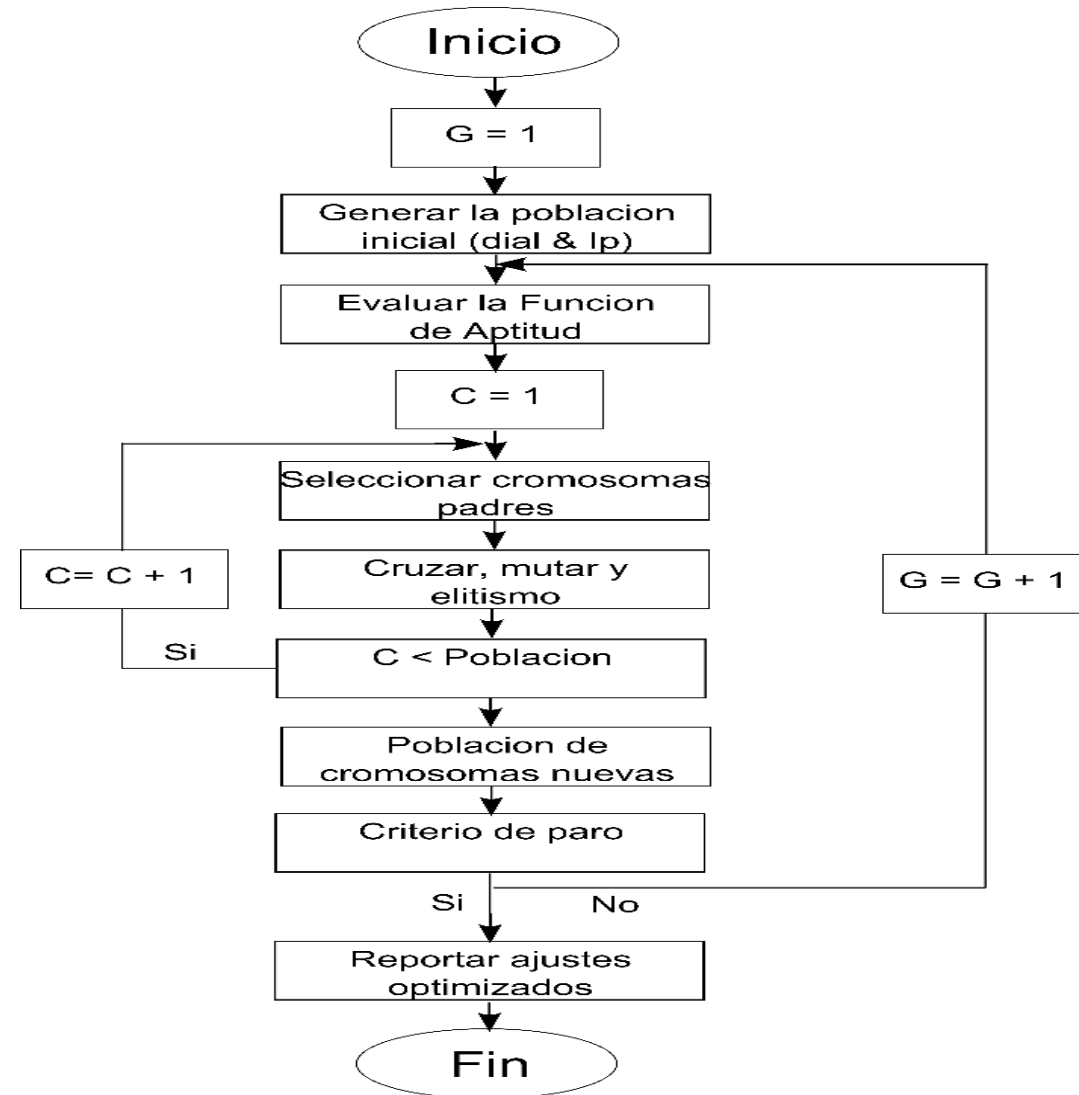 Inicio
G = 1
Generar la poblacion
inicial (dial & Ip)
Evaluar la Funcion
de Aptitud
C = 1
Seleccionar cromosomas
padres
C= C + 1
Cruzar, mutar y
elitismo
G = G + 1
Si
C < Poblacion
Poblacion de
cromosomas nuevas
Criterio de paro
Si
No
Reportar ajustes
optimizados
Fin